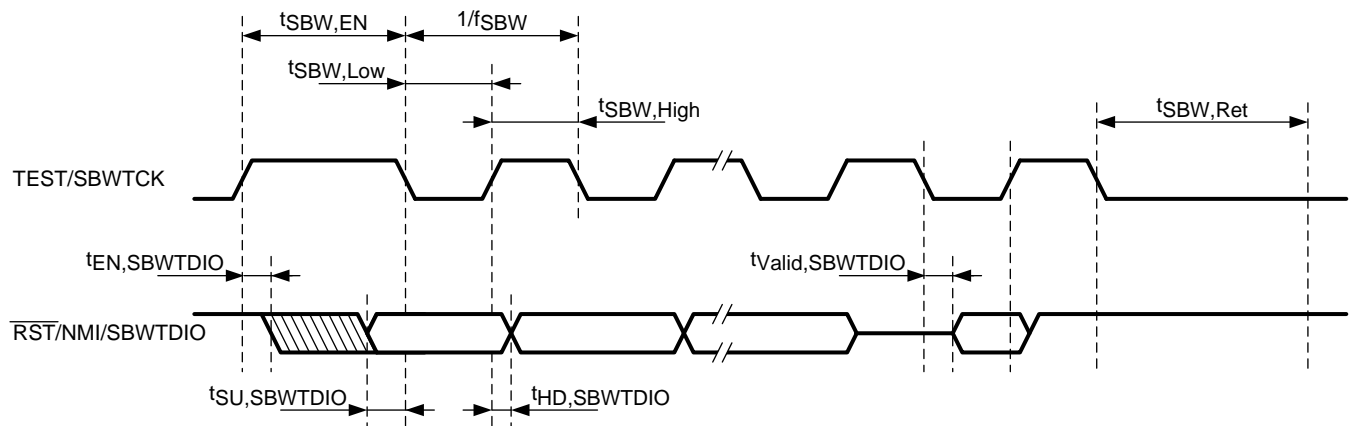 tSBW,EN
1/fSBW
tSBW,Low
tSBW,High
tSBW,Ret
TEST/SBWTCK
tEN,SBWTDIO
tValid,SBWTDIO
RST/NMI/SBWTDIO
tSU,SBWTDIO
tHD,SBWTDIO